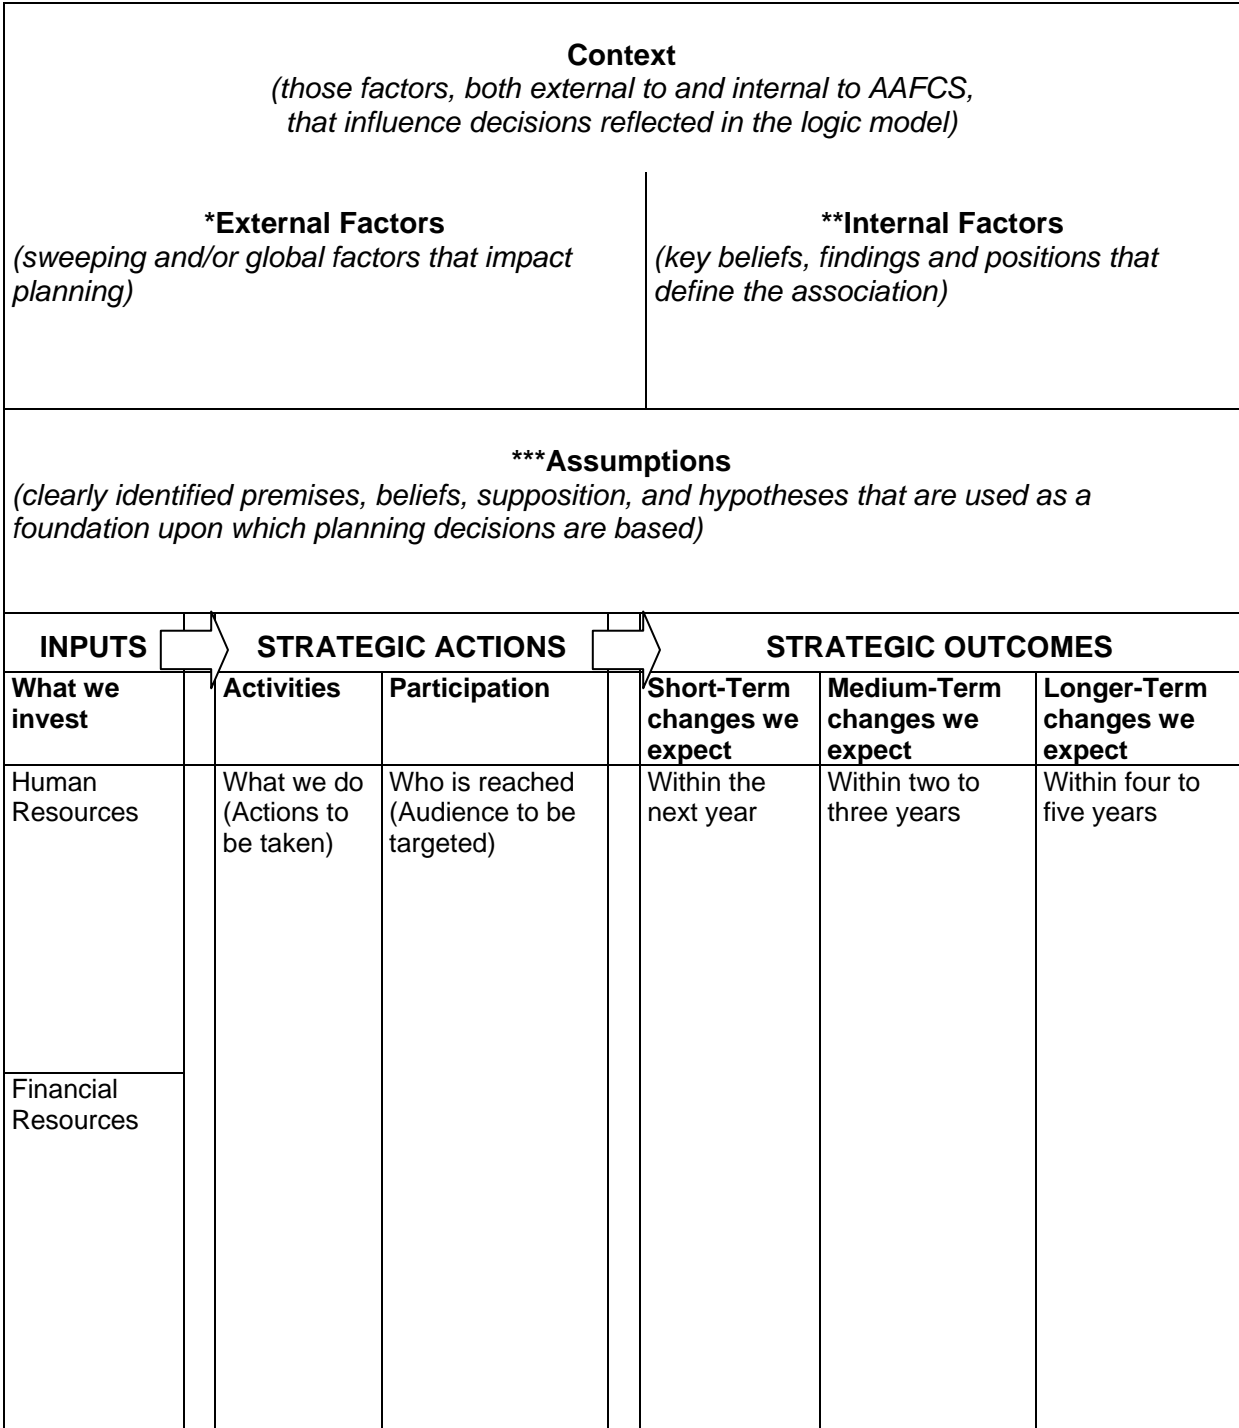 Context
(those factors, both external to and internal to AAFCS,
that influence decisions reflected in the logic model)
*External Factors
(sweeping and/or global factors that impact
planning)
**Internal Factors
(key beliefs, findings and positions that
define the association)
***Assumptions
(clearly identified premises, beliefs, supposition, and hypotheses that are used as a
foundation upon which planning decisions are based)
INPUTS
STRATEGIC ACTIONS
STRATEGIC OUTCOMES
What we
invest
Activities
Participation
Short-Term
changes we
expect
Medium-Term
changes we
expect
Longer-Term
changes we
expect
Human
Resources
What we do
(Actions to
be taken)
Who is reached
(Audience to be
targeted)
Within the
next year
Within two to
three years
Within four to
five years
Financial
Resources